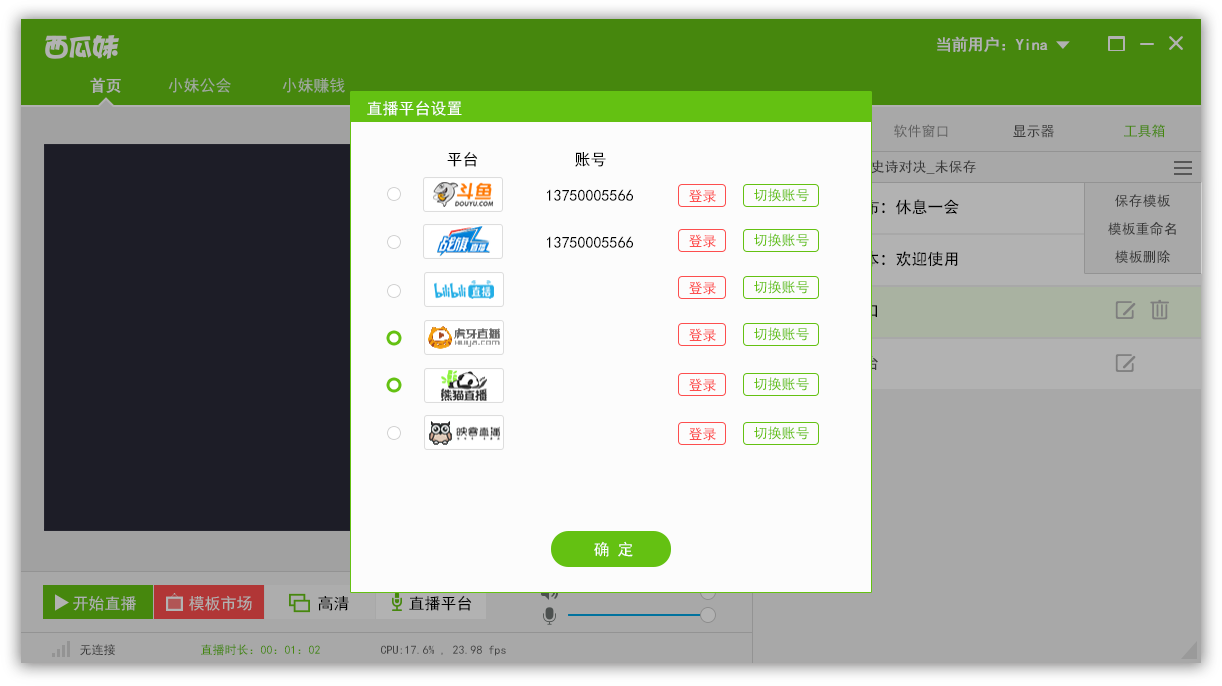 西瓜妹
当前用户：Yina
首页 小妹公会 小妹赚钱
直播平台设置
软件窗口 显示器 工具箱
平台 账号
史诗对决_未保存
斗鱼 DOUYU.COM 13750005566 登录 切换账号
保存模板
布：休息一会
模板重命名
战旗直播 13750005566 登录 切换账号
本：欢迎使用
模板删除
bilibili 直播 登录 切换账号
口
虎牙直播 Huya.com 登录 切换账号
台
熊猫直播 登录 切换账号
映客直播 登录 切换账号
确 定
开始直播 模板市场 高清 直播平台
无连接 直播时长：00：01：02 CPU:17.6% , 23.98 fps